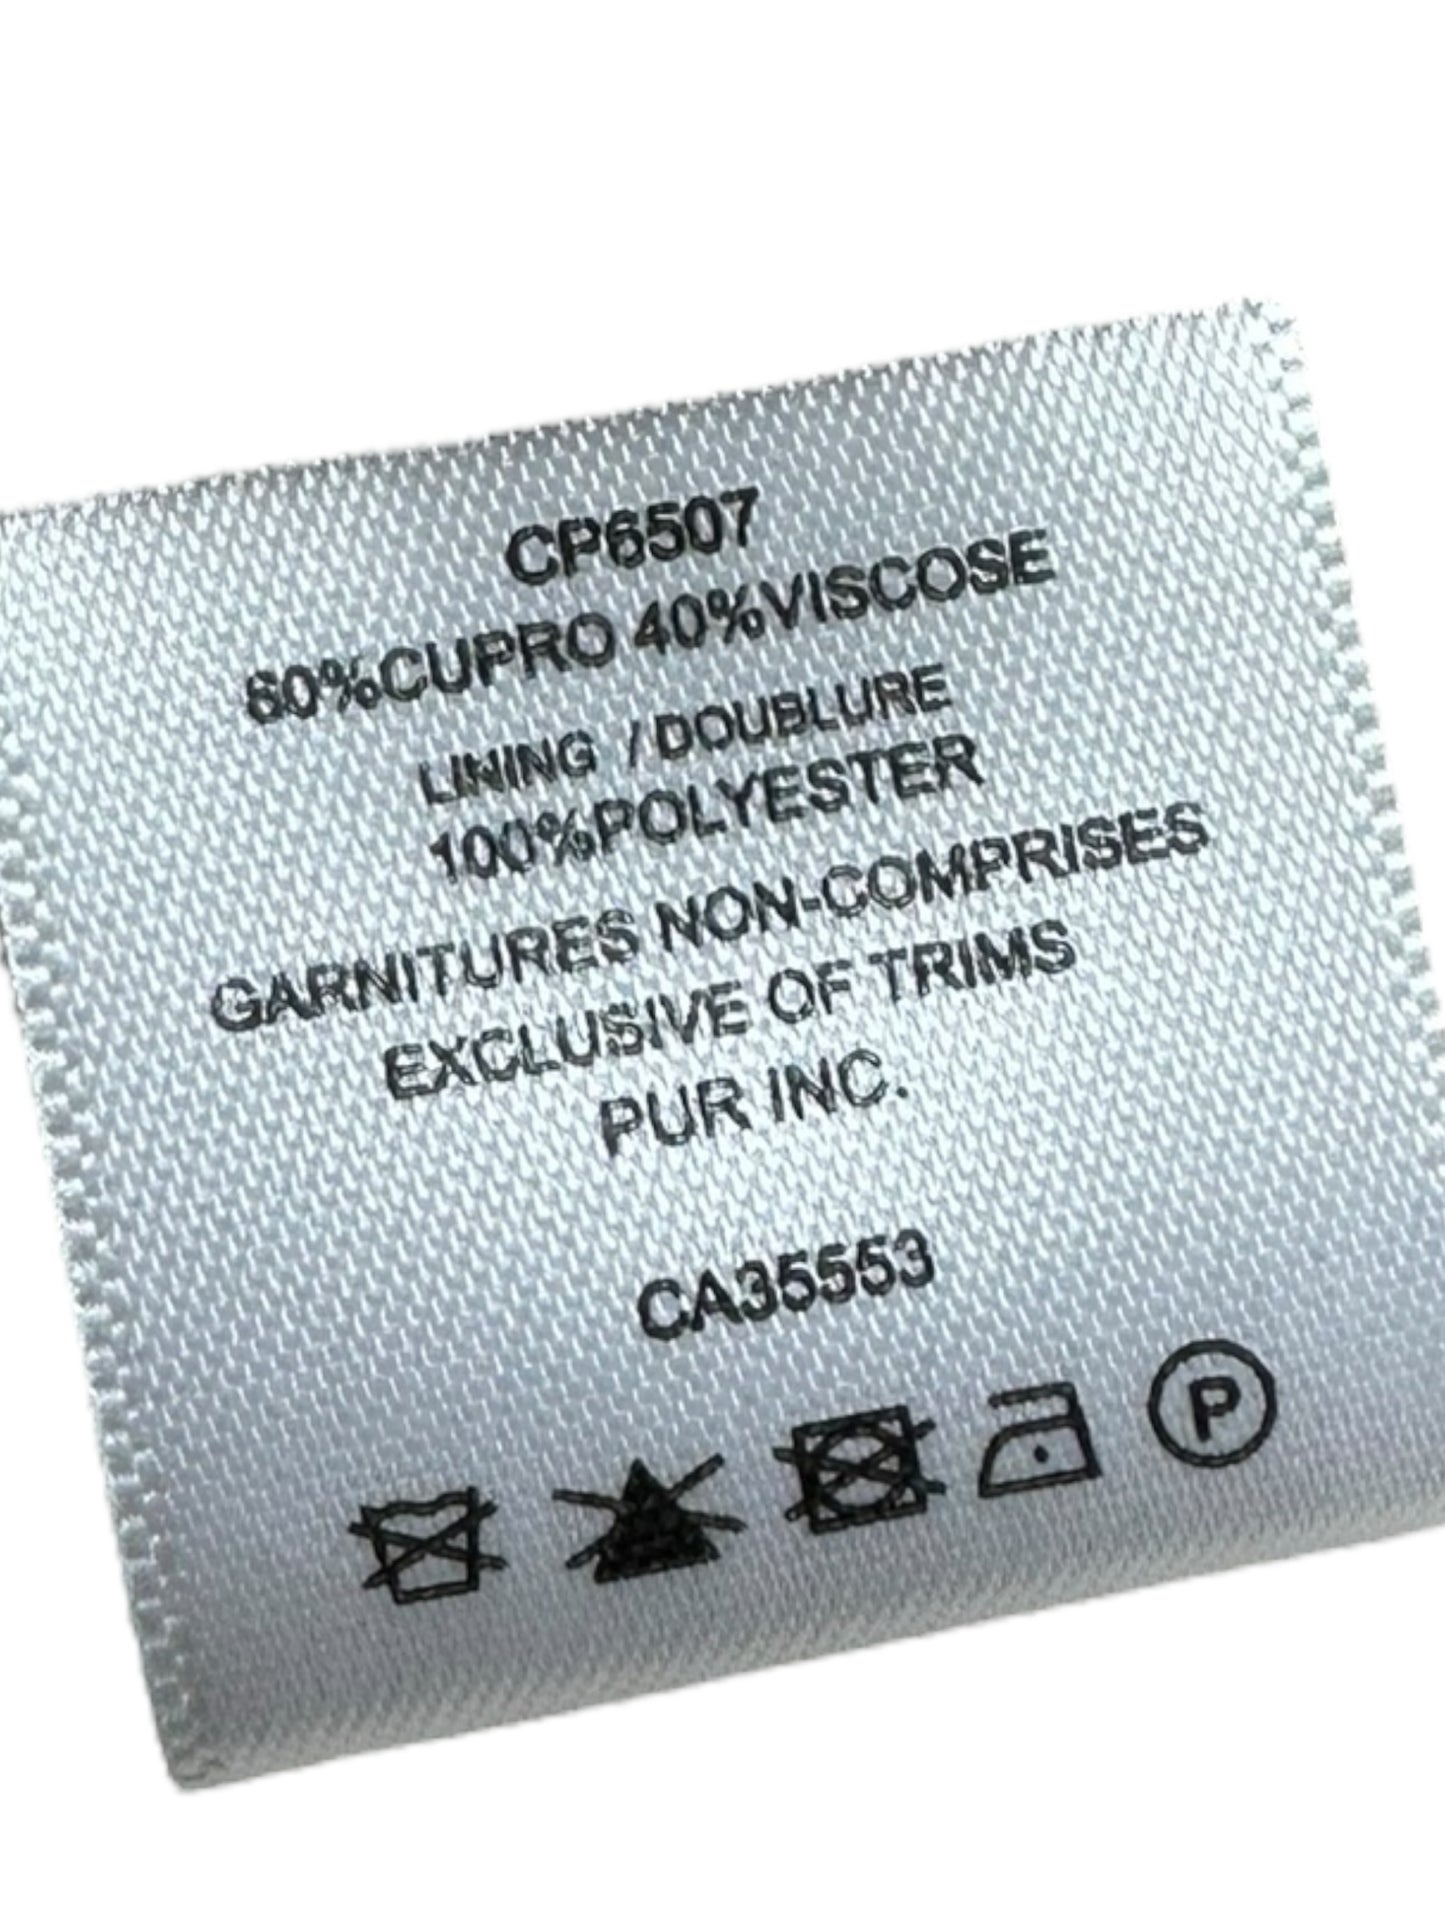 CP6507
60%CUPRO 40%VISCOSE
LINING / DOUBLURE
100%POLYESTER
GARNITURES NON-COMPRISES
EXCLUSIVE OF TRIMS
PUR INC.
CA35553
P